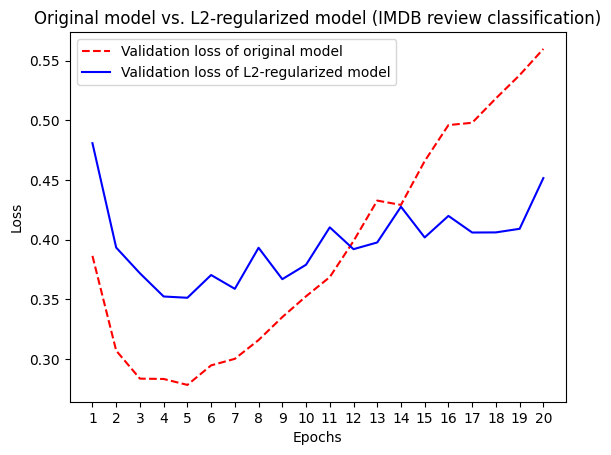 Original model vs. L2-regularized model (IMDB review classification)
Validation loss of original model
Validation loss of L2-regularized model
Loss
0.55
0.50
0.45
0.40
0.35
0.30
1 2 3 4 5 6 7 8 9 10 11 12 13 14 15 16 17 18 19 20
Epochs